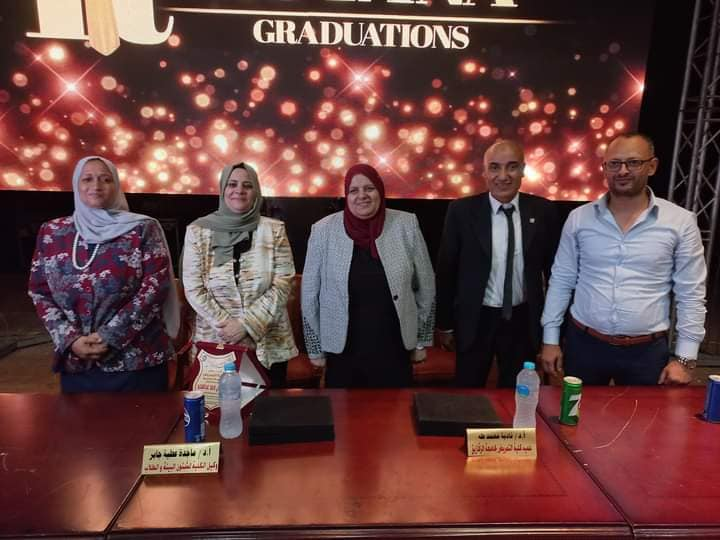 GRADUATIONS
أ.د/ ماجدة عطية جابر
وكيل الكلية لشئون البيئة و الطلاب
أ.د/ نادية محمد طه
عميد كلية التمريض جامعة الزقازيق